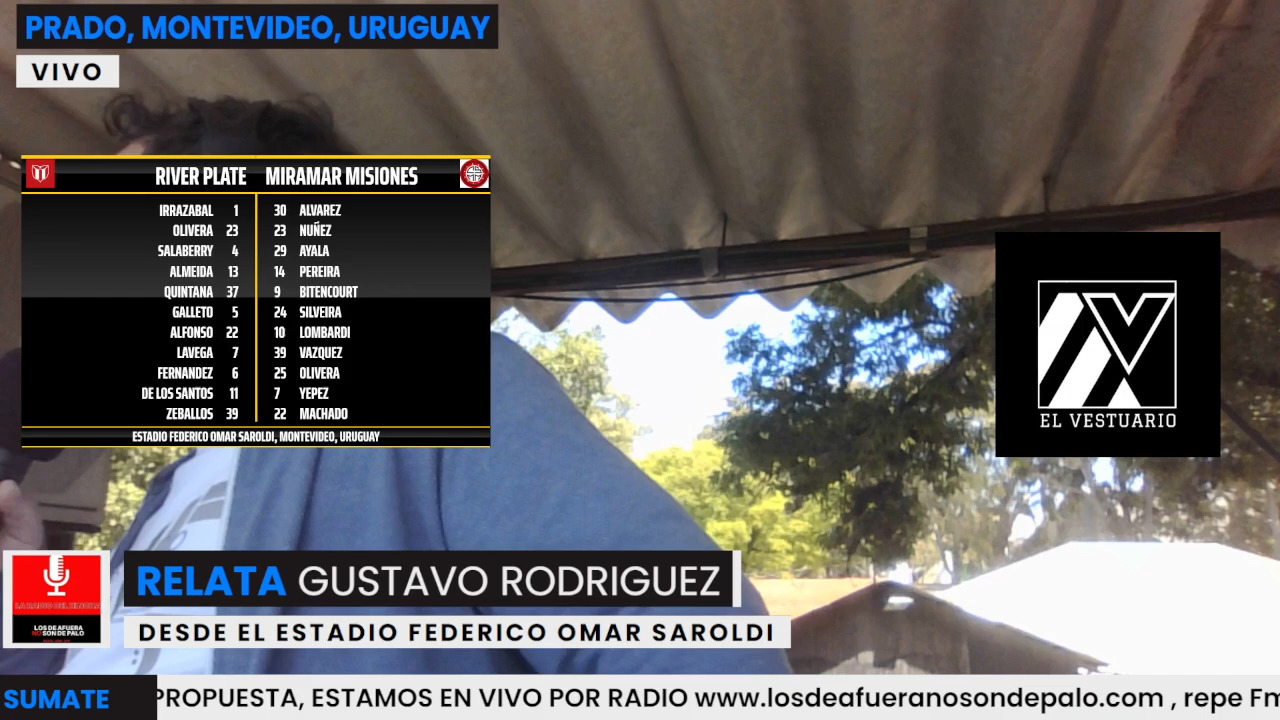 PRADO, MONTEVIDEO, URUGUAY
VIVO
RIVER PLATE MIRAMAR MISIONES
IRRAZABAL 1 30 ALVAREZ
OLIVERA 23 23 NUÑEZ
SALABERRY 4 29 AYALA
ALMEIDA 13 14 PEREIRA
QUINTANA 37 9 BITENCOURT
GALLETO 5 24 SILVEIRA
ALFONSO 22 10 LOMBARDI
LAVEGA 7 39 VAZQUEZ
FERNANDEZ 6 25 OLIVERA
DE LOS SANTOS 11 7 YEPEZ
ZEBALLOS 39 22 MACHADO
ESTADIO FEDERICO OMAR SAROLDI, MONTEVIDEO, URUGUAY
EL VESTUARIO
LOS DE AFUERA
NO SON DE PALO
RELATA GUSTAVO RODRIGUEZ
DESDE EL ESTADIO FEDERICO OMAR SAROLDI
SUMATE PROPUESTA, ESTAMOS EN VIVO POR RADIO www.losdeafueranosondepalo.com , repe Fm